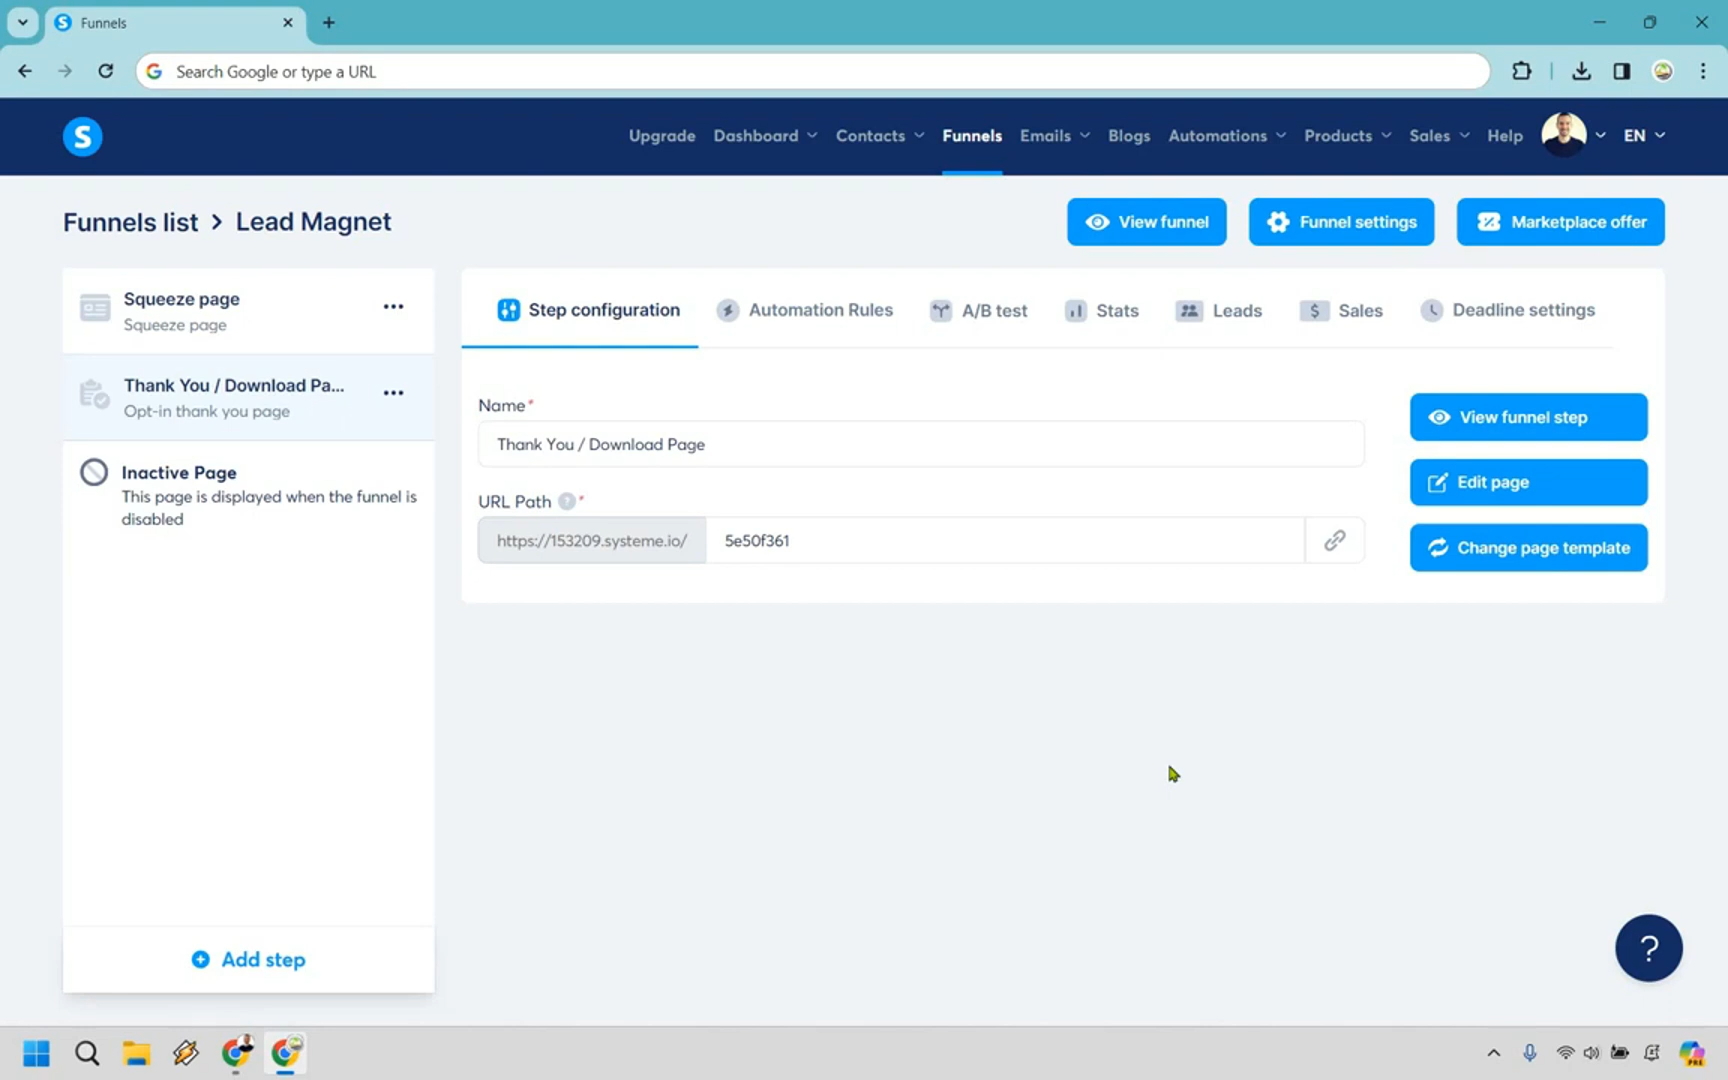 Funnels
Search Google or type a URL
S
Upgrade Dashboard Contacts Funnels Emails Blogs Automations Products Sales Help EN
Funnels list > Lead Magnet
View funnel
Funnel settings
Marketplace offer
Squeeze page
Squeeze page
Thank You / Download Pa...
Opt-in thank you page
Inactive Page
This page is displayed when the funnel is
disabled
Add step
Step configuration
Automation Rules
A/B test
Stats
Leads
Sales
Deadline settings
Name*
Thank You / Download Page
URL Path ? *
https://153209.systeme.io/ 5e50f361
View funnel step
Edit page
Change page template
?
PRE